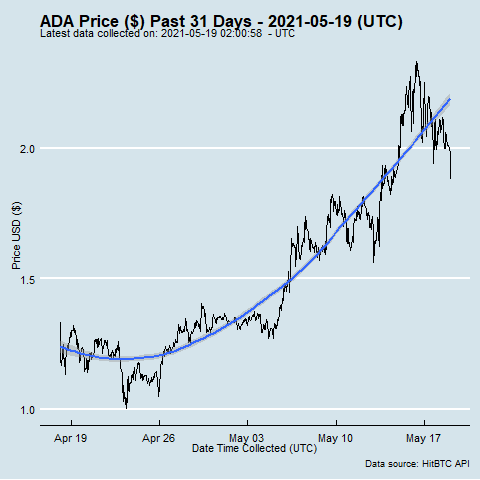 ADA Price ($) Past 31 Days - 2021-05-19 (UTC)
Latest data collected on: 2021-05-19 02:00:58 - UTC
2.0
1.5
1.0
Price USD ($)
Apr 19
Apr 26
May 03
May 10
May 17
Date Time Collected (UTC)
Data source: HitBTC API